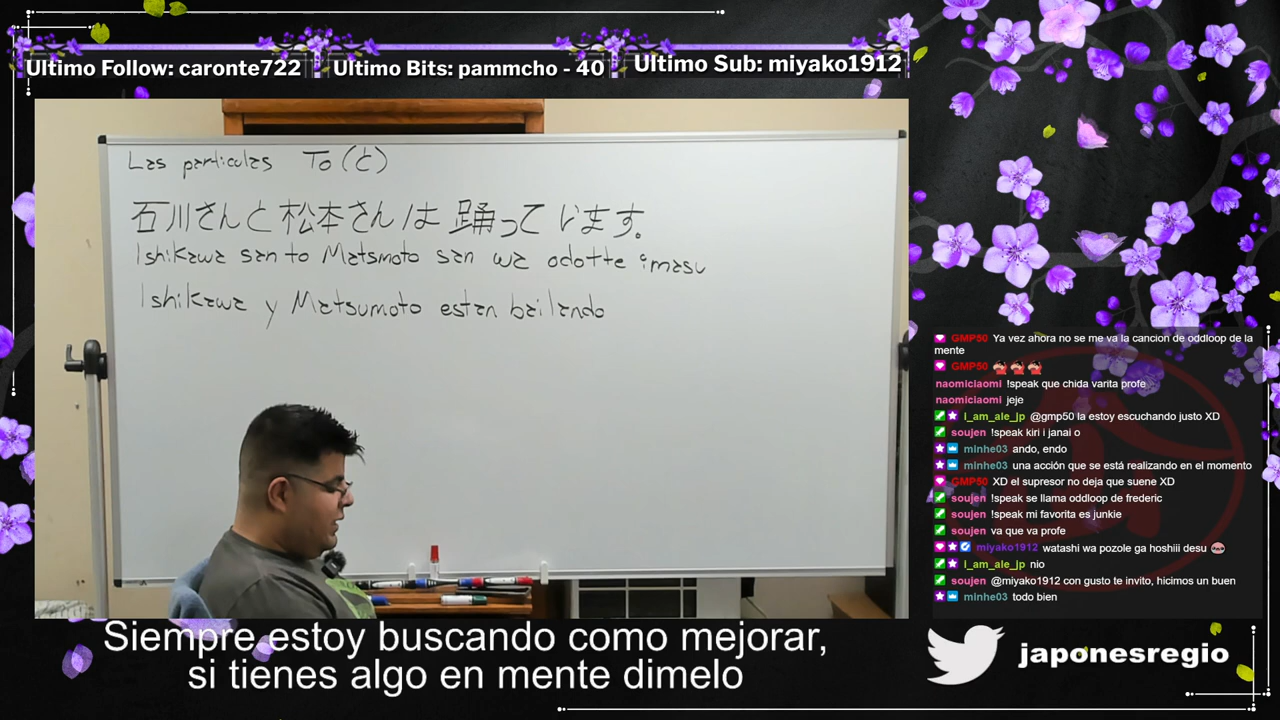 Ultimo Follow: caronte722
Ultimo Bits: pammcho - 40
Ultimo Sub: miyako1912
Las particulas To (と)
石川さんと松本さんは踊っています。
Ishikawa san to Matsmoto san wa odotte imasu
Ishikawa y Matsumoto estan bailando
GMP50 Ya vez ahora no se me va la cancion de oddloop de la
mente
GMP50
naomiciaomi !speak que chida varita profe
naomiciaomi jeje
l_am_ale_jp @gmp50 la estoy escuchando justo XD
soujen !speak kiri i janai o
minhe03 ando, endo
minhe03 una acción que se está realizando en el momento
GMP50 XD el supresor no deja que suene XD
soujen !speak se llama oddloop de frederic
soujen !speak mi favorita es junkie
soujen va que va profe
miyako1912 watashi wa pozole ga hoshiii desu
l_am_ale_jp nio
soujen @miyako1912 con gusto te invito, hicimos un buen
minhe03 todo bien
Siempre estoy buscando como mejorar,
si tienes algo en mente dimelo
japonesregio